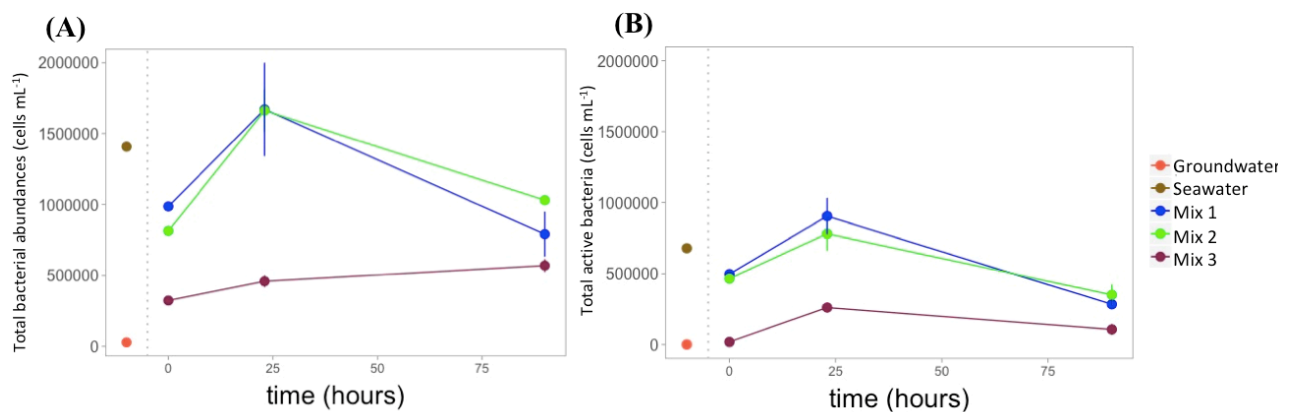 (A)
Total bacterial abundances (cells mL-1)
2000000
1500000
1000000
500000
0
0
25
50
75
time (hours)
(B)
Total active bacteria (cells mL-1)
2000000
1500000
1000000
500000
0
0
25
50
75
time (hours)
Groundwater
Seawater
Mix 1
Mix 2
Mix 3